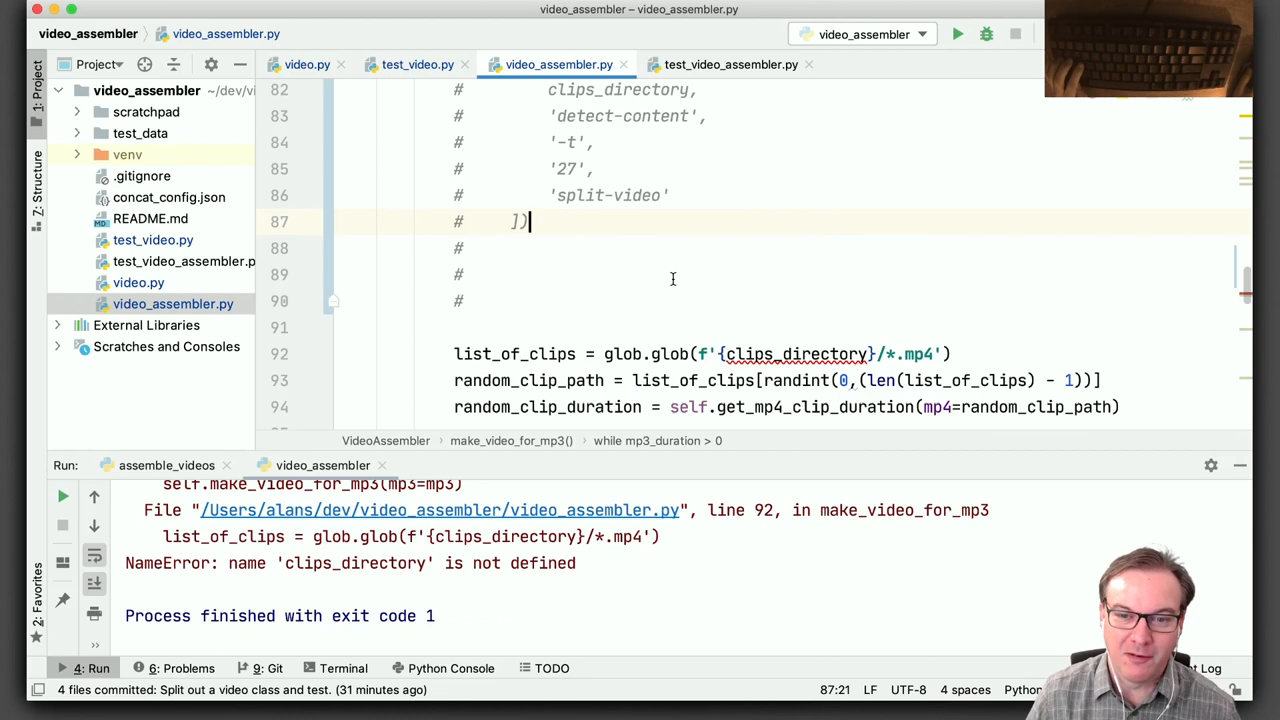 video_assembler – video_assembler.py
video_assembler
video_assembler.py
video_assembler
1: Project
Project
video.py
test_video.py
video_assembler.py
test_video_assembler.py
video_assembler ~/dev/vi
scratchpad
test_data
venv
.gitignore
concat_config.json
README.md
test_video.py
test_video_assembler.p
video.py
video_assembler.py
External Libraries
Scratches and Consoles
Z: Structure
2: Favorites
82 # clips_directory,
83 # 'detect-content',
84 # '-t',
85 # '27',
86 # 'split-video'
87 # ])
88 #
89 #
90 #
91
92 list_of_clips = glob.glob(f'{clips_directory}/*.mp4')
93 random_clip_path = list_of_clips[randint(0,(len(list_of_clips) - 1))]
94 random_clip_duration = self.get_mp4_clip_duration(mp4=random_clip_path)
VideoAssembler
make_video_for_mp3()
while mp3_duration > 0
Run:
assemble_videos
video_assembler
self.make_video_for_mp3(mp3=mp3)
File "/Users/alans/dev/video_assembler/video_assembler.py", line 92, in make_video_for_mp3
list_of_clips = glob.glob(f'{clips_directory}/*.mp4')
NameError: name 'clips_directory' is not defined
Process finished with exit code 1
4: Run
6: Problems
9: Git
Terminal
Python Console
TODO
t Log
4 files committed: Split out a video class and test. (31 minutes ago)
87:21
LF
UTF-8
4 spaces
Python